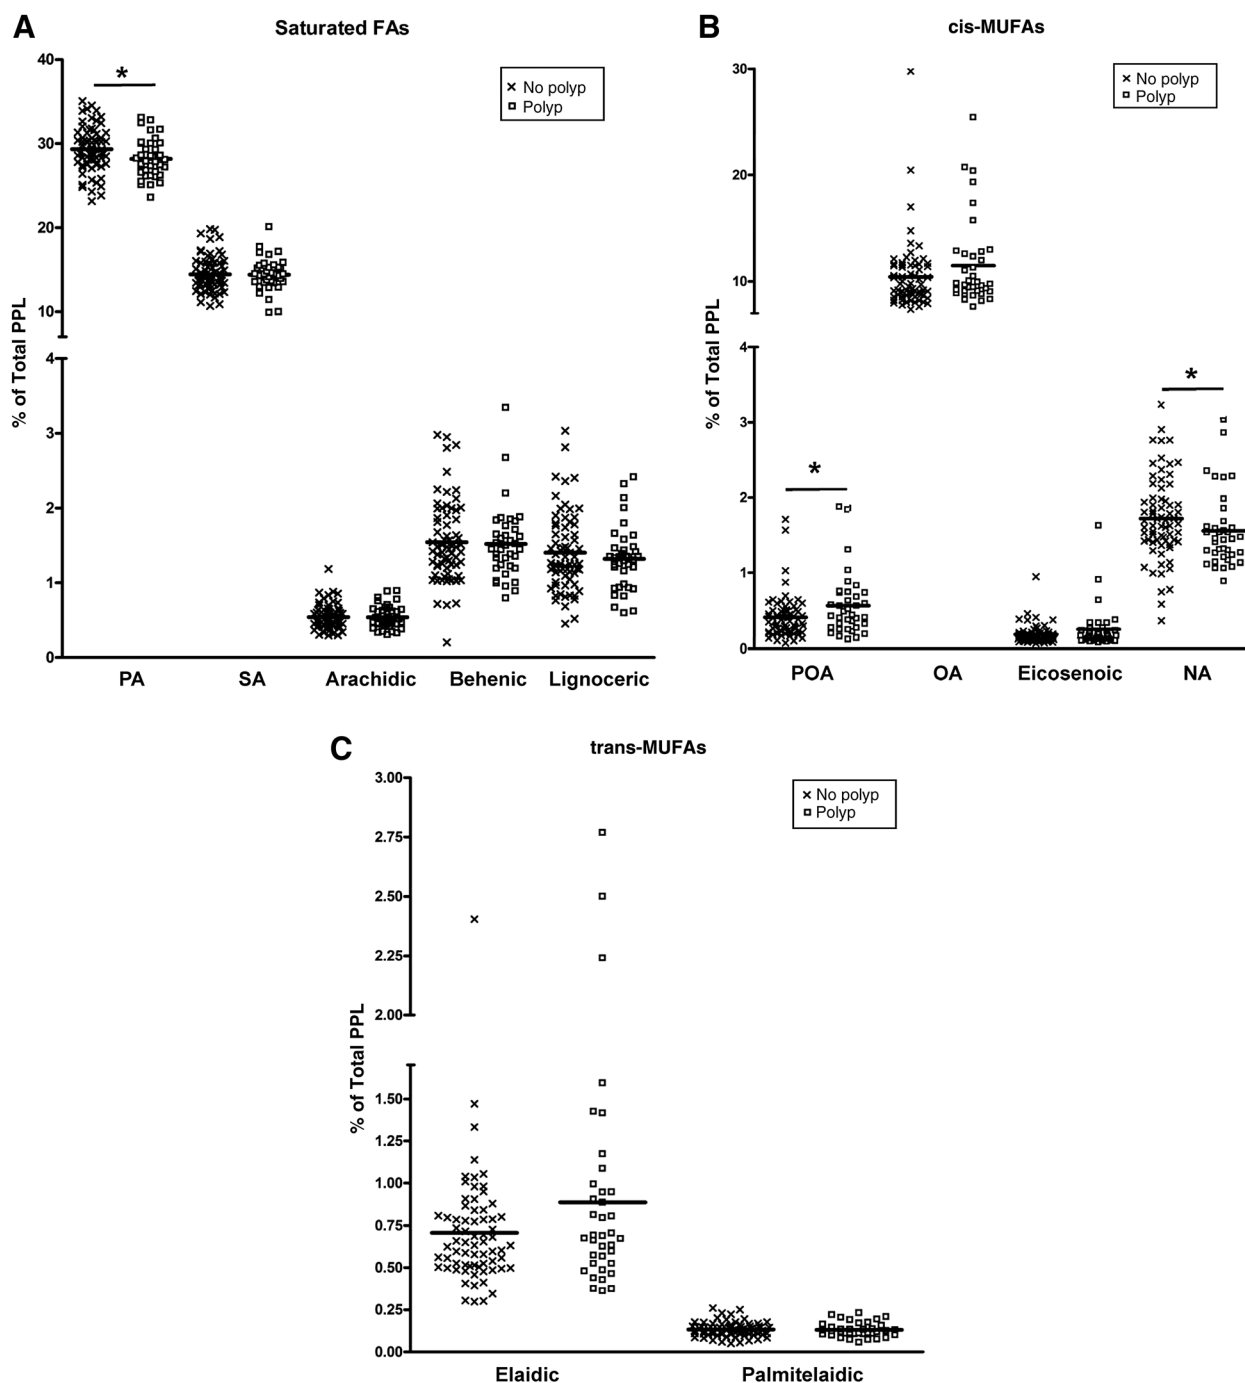 A
Saturated FAs
*
No polyp
Polyp
% of Total PPL
40
30
20
10
4
3
2
1
0
PA SA Arachidic Behenic Lignoceric
B
cis-MUFAs
No polyp
Polyp
% of Total PPL
30
20
10
4
3
2
1
0
*
*
POA OA Eicosenoic NA
C
trans-MUFAs
No polyp
Polyp
% of Total PPL
3.00
2.75
2.50
2.25
2.00
1.50
1.25
1.00
0.75
0.50
0.25
0.00
Elaidic Palmitelaidic